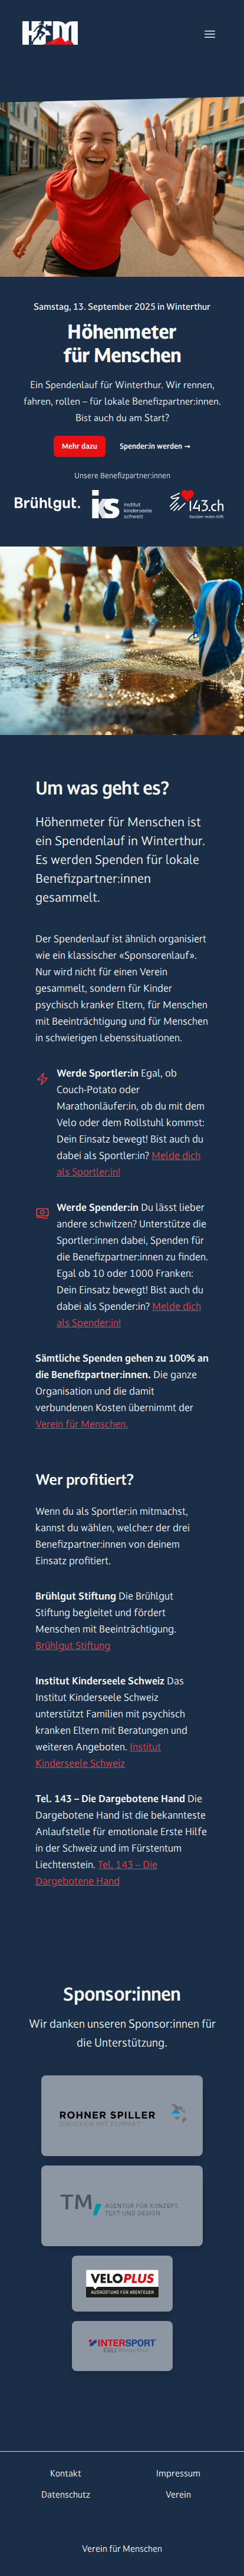 HFM
Samstag, 13. September 2025 in Winterthur
Höhenmeter
für Menschen
Ein Spendenlauf für Winterthur. Wir rennen,
fahren, rollen – für lokale Benefizpartner:innen.
Bist auch du am Start?
Mehr dazu
Spender:in werden →
Unsere Benefizpartner:innen
Brühlgut.
iks institut
kinderseele
schweiz
143.ch
Darüber reden hilft
Um was geht es?
Höhenmeter für Menschen ist
ein Spendenlauf in Winterthur.
Es werden Spenden für lokale
Benefizpartner:innen
gesammelt.
Der Spendenlauf ist ähnlich organisiert
wie ein klassischer «Sponsorenlauf».
Nur wird nicht für einen Verein
gesammelt, sondern für Kinder
psychisch kranker Eltern, für Menschen
mit Beeinträchtigung und für Menschen
in schwierigen Lebenssituationen.
Werde Sportler:in Egal, ob
Couch-Potato oder
Marathonläufer:in, ob du mit dem
Velo oder dem Rollstuhl kommst:
Dein Einsatz bewegt! Bist auch du
dabei als Sportler:in? Melde dich
als Sportler:in!
Werde Spender:in Du lässt lieber
andere schwitzen? Unterstütze die
Sportler:innen dabei, Spenden für
die Benefizpartner:innen zu finden.
Egal ob 10 oder 1000 Franken:
Dein Einsatz bewegt! Bist auch du
dabei als Spender:in? Melde dich
als Spender:in!
Sämtliche Spenden gehen zu 100% an
die Benefizpartner:innen. Die ganze
Organisation und die damit
verbundenen Kosten übernimmt der
Verein für Menschen.
Wer profitiert?
Wenn du als Sportler:in mitmachst,
kannst du wählen, welche:r der drei
Benefizpartner:innen von deinem
Einsatz profitiert.
Brühlgut Stiftung Die Brühlgut
Stiftung begleitet und fördert
Menschen mit Beeinträchtigung.
Brühlgut Stiftung
Institut Kinderseele Schweiz Das
Institut Kinderseele Schweiz
unterstützt Familien mit psychisch
kranken Eltern mit Beratungen und
weiteren Angeboten. Institut
Kinderseele Schweiz
Tel. 143 – Die Dargebotene Hand Die
Dargebotene Hand ist die bekannteste
Anlaufstelle für emotionale Erste Hilfe
in der Schweiz und im Fürstentum
Liechtenstein. Tel. 143 – Die
Dargebotene Hand
Sponsor:innen
Wir danken unseren Sponsor:innen für
die Unterstützung.
ROHNER SPILLER
DRUCKEN MIT FORMAT
TM, AGENTUR FÜR KONZEPT,
TEXT UND DESIGN
VELOPLUS
AUSRÜSTUNG FÜR ABENTEUER
INTERSPORT
EGLI Winterthur
Kontakt
Impressum
Datenschutz
Verein
Verein für Menschen